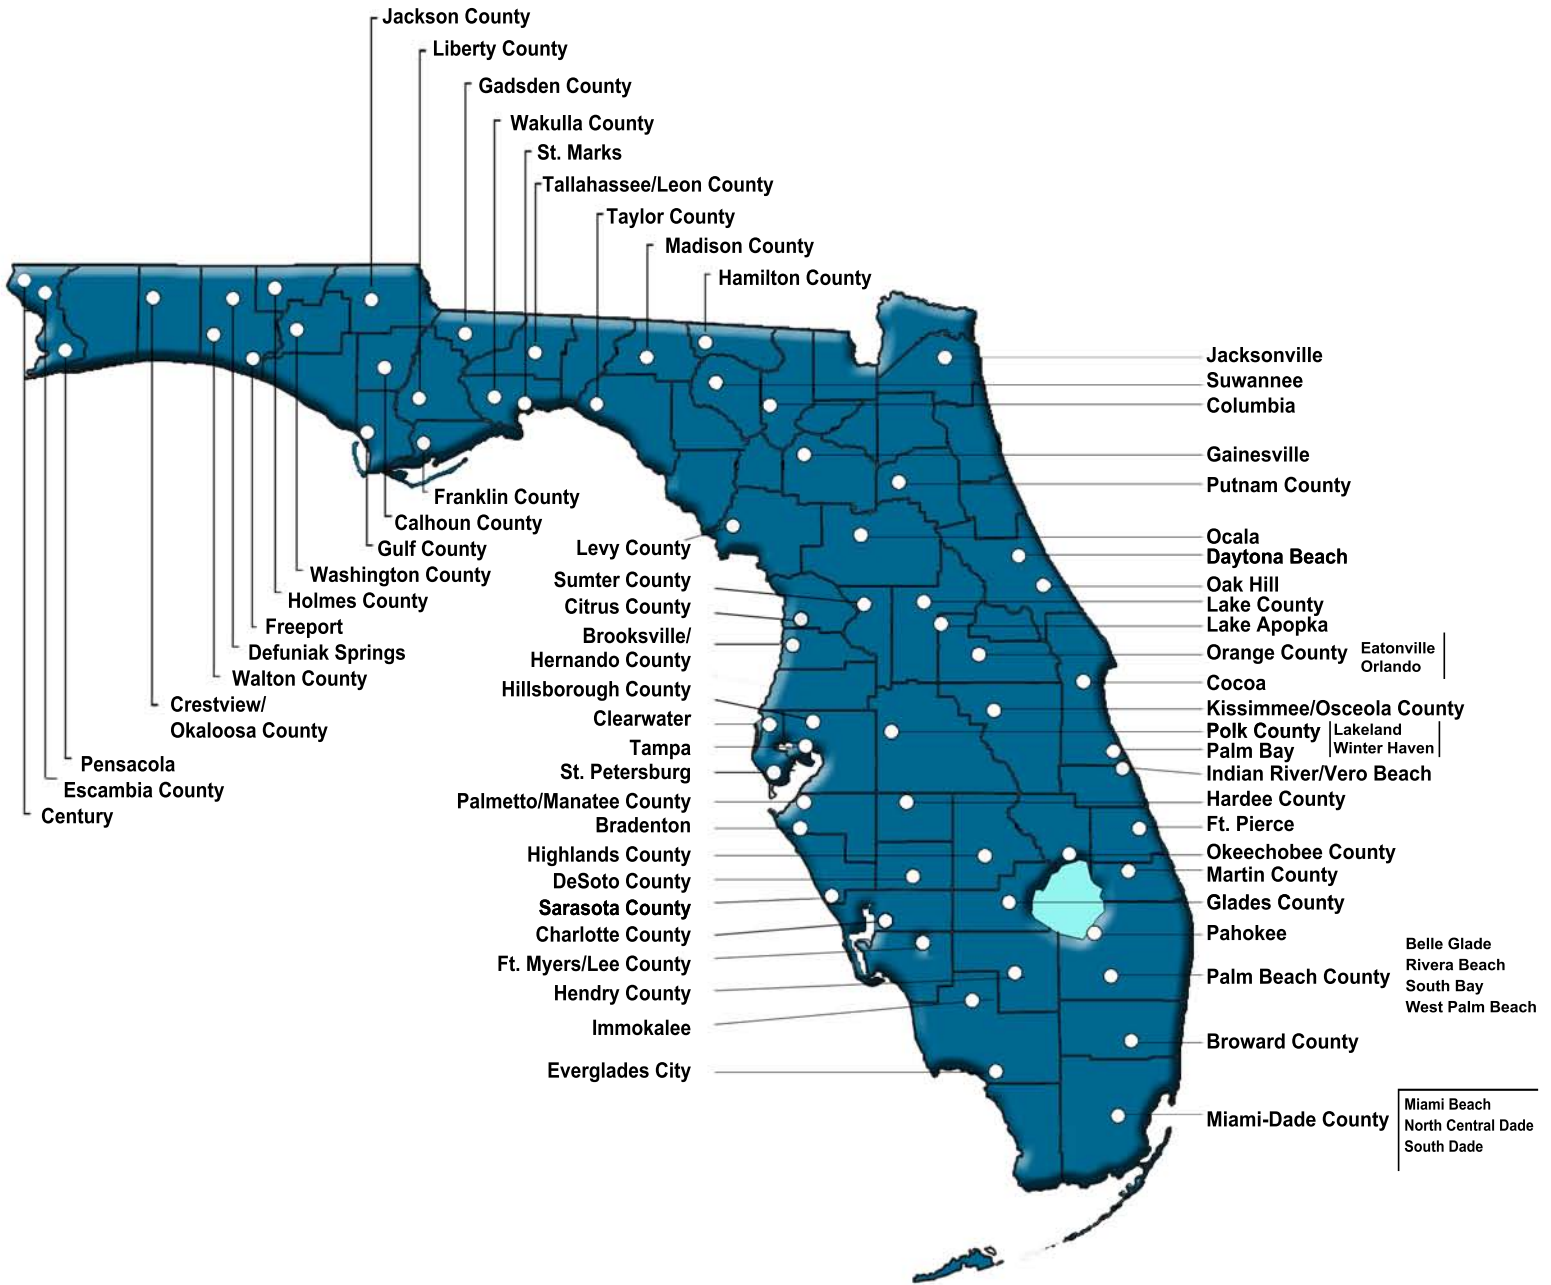 Jackson County
Liberty County
Gadsden County
Wakulla County
St. Marks
Tallahassee/Leon County
Taylor County
Madison County
Hamilton County
Jacksonville
Suwannee
Columbia
Gainesville
Putnam County
Ocala
Daytona Beach
Oak Hill
Lake County
Lake Apopka
Orange County
Eatonville
Orlando
Cocoa
Kissimmee/Osceola County
Polk County
Lakeland
Winter Haven
Palm Bay
Indian River/Vero Beach
Hardee County
Ft. Pierce
Okeechobee County
Martin County
Glades County
Pahokee
Palm Beach County
Belle Glade
Rivera Beach
South Bay
West Palm Beach
Broward County
Miami-Dade County
Miami Beach
North Central Dade
South Dade
Franklin County
Calhoun County
Gulf County
Washington County
Holmes County
Freeport
Defuniak Springs
Walton County
Crestview/
Okaloosa County
Pensacola
Escambia County
Century
Levy County
Sumter County
Citrus County
Brooksville/
Hernando County
Hillsborough County
Clearwater
Tampa
St. Petersburg
Palmetto/Manatee County
Bradenton
Highlands County
DeSoto County
Sarasota County
Charlotte County
Ft. Myers/Lee County
Hendry County
Immokalee
Everglades City